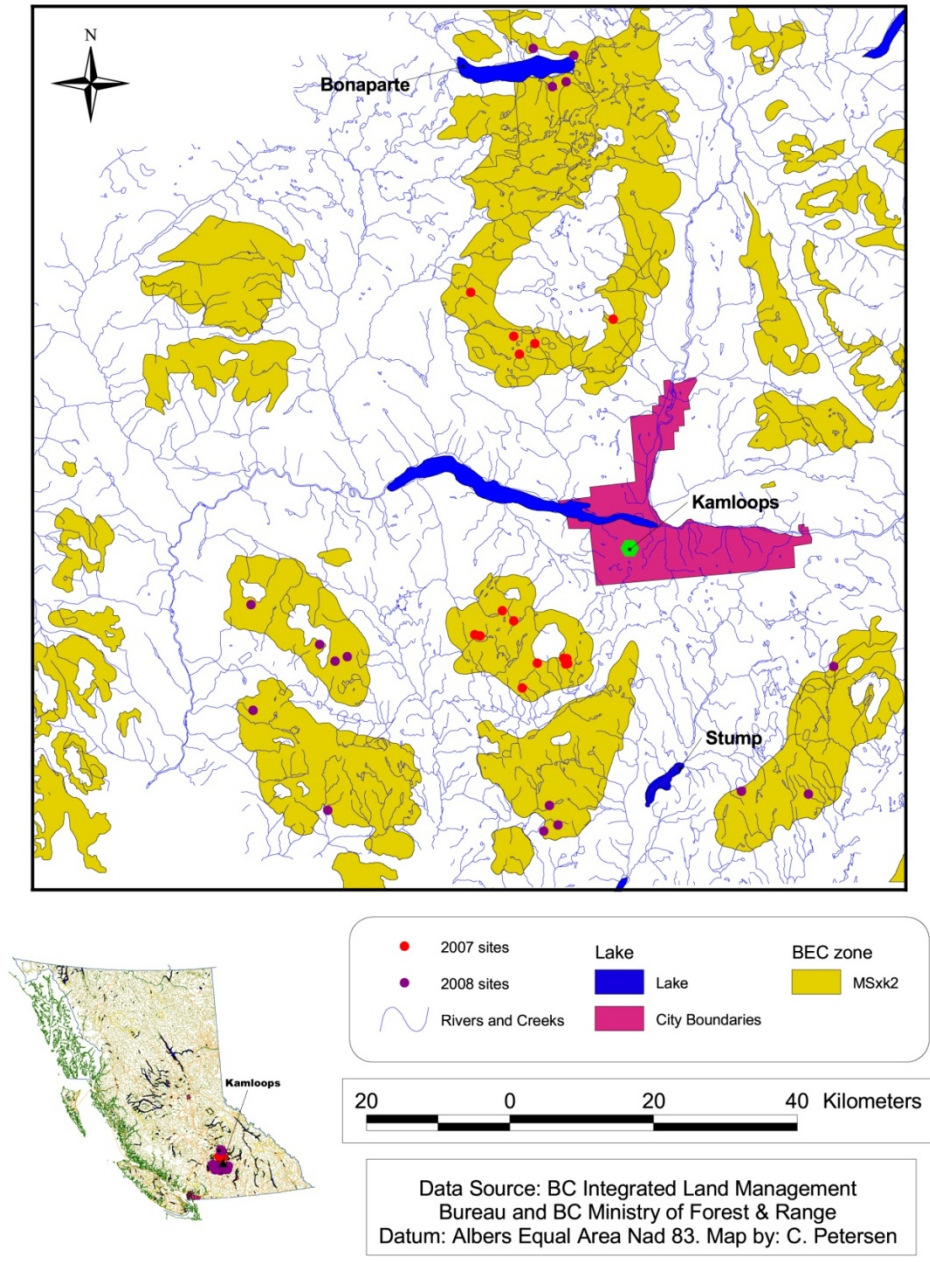 N
Bonaparte
Kamloops
Stump
Kamloops
2007 sites
2008 sites
Rivers and Creeks
Lake
Lake
City Boundaries
BEC zone
MSxk2
20 0 20 40 Kilometers
Data Source: BC Integrated Land Management
Bureau and BC Ministry of Forest & Range
Datum: Albers Equal Area Nad 83. Map by: C. Petersen